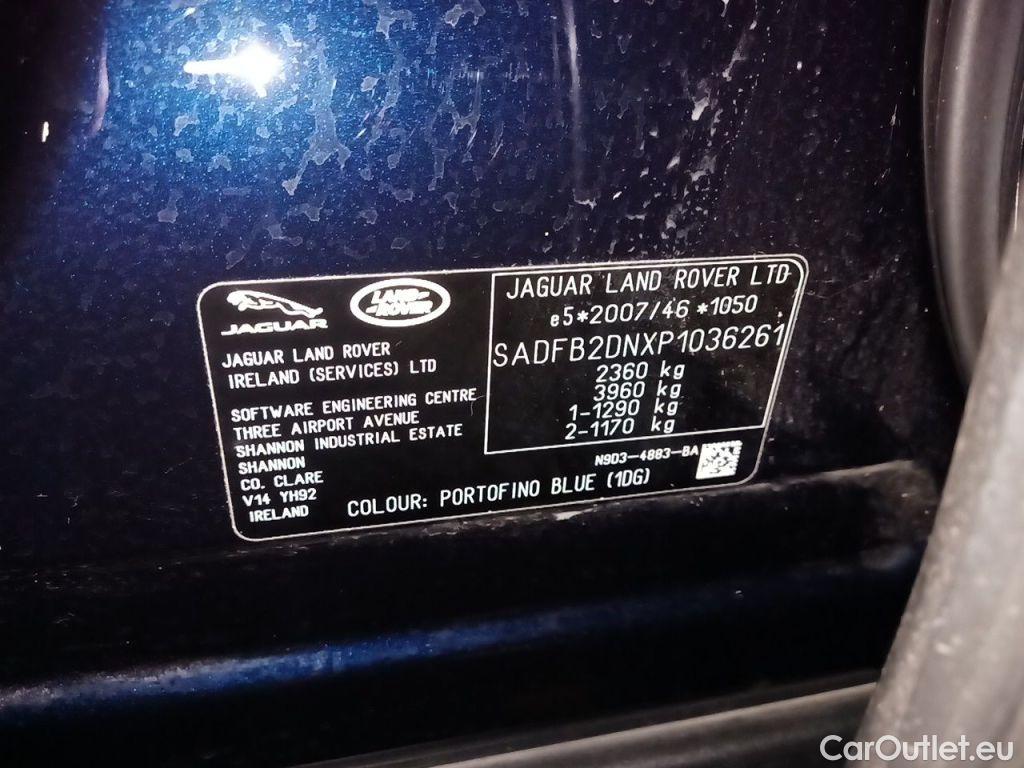 JAGUAR
LAND-
-ROVER
JAGUAR LAND ROVER
IRELAND (SERVICES) LTD
SOFTWARE ENGINEERING CENTRE
THREE AIRPORT AVENUE
SHANNON INDUSTRIAL ESTATE
SHANNON
CO. CLARE
V14 YH92
IRELAND
JAGUAR LAND ROVER LTD
e5*2007/46*1050
SADFB2DNXP1036261
2360 kg
3960 kg
1-1290 kg
2-1170 kg
N9D3-4883-BA
COLOUR: PORTOFINO BLUE (1DG)
CarOutlet.eu